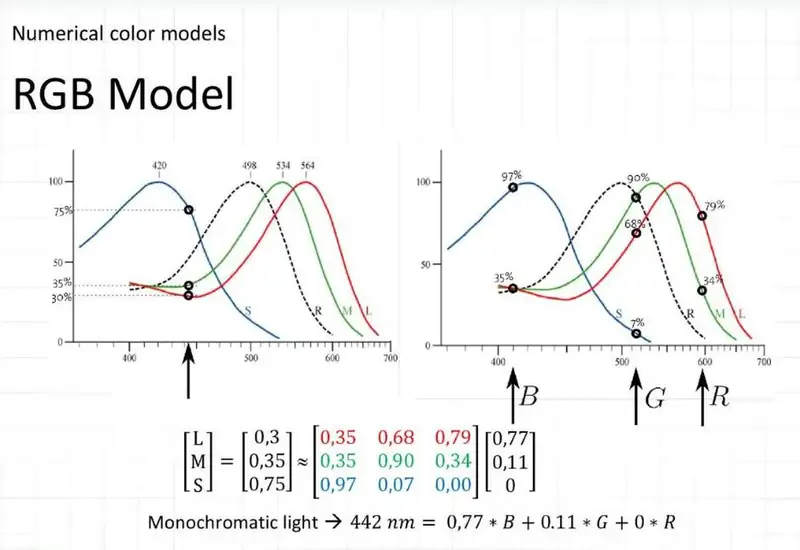 Numerical color models
RGB Model
420 498 534 564
100
75%
50
35%
30%
0
S R M L
400 500 600 700
97% 90% 79%
100
68%
50
35% 34%
7%
0
S R M L
400 500 600 700
B G R
[L M S] = [0,3 0,35 0,75] ≈ [0,35 0,68 0,79
0,35 0,90 0,34
0,97 0,07 0,00] [0,77 0,11 0]
Monochromatic light → 442 nm = 0,77 * B + 0.11 * G + 0 * R